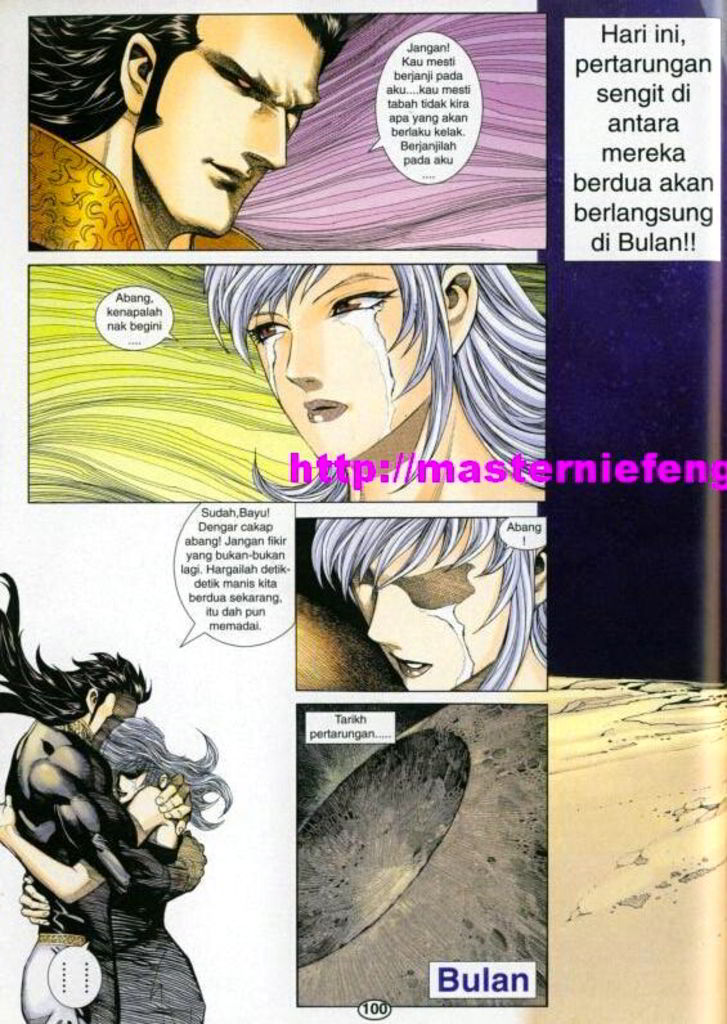 Jangan!
Kau mesti
berjanji pada
aku....kau mesti
tabah tidak kira
apa yang akan
berlaku kelak.
Berjanjilah
pada aku
....
Hari ini,
pertarungan
sengit di
antara
mereka
berdua akan
berlangsung
di Bulan!!
Abang,
kenapalah
nak begini
....
http://masterniefeng
Sudah,Bayu!
Dengar cakap
abang! Jangan fikir
yang bukan-bukan
lagi. Hargailah detik-
detik manis kita
berdua sekarang,
itu dah pun
memadai.
Abang
!
Tarikh
pertarungan.....
Bulan
100